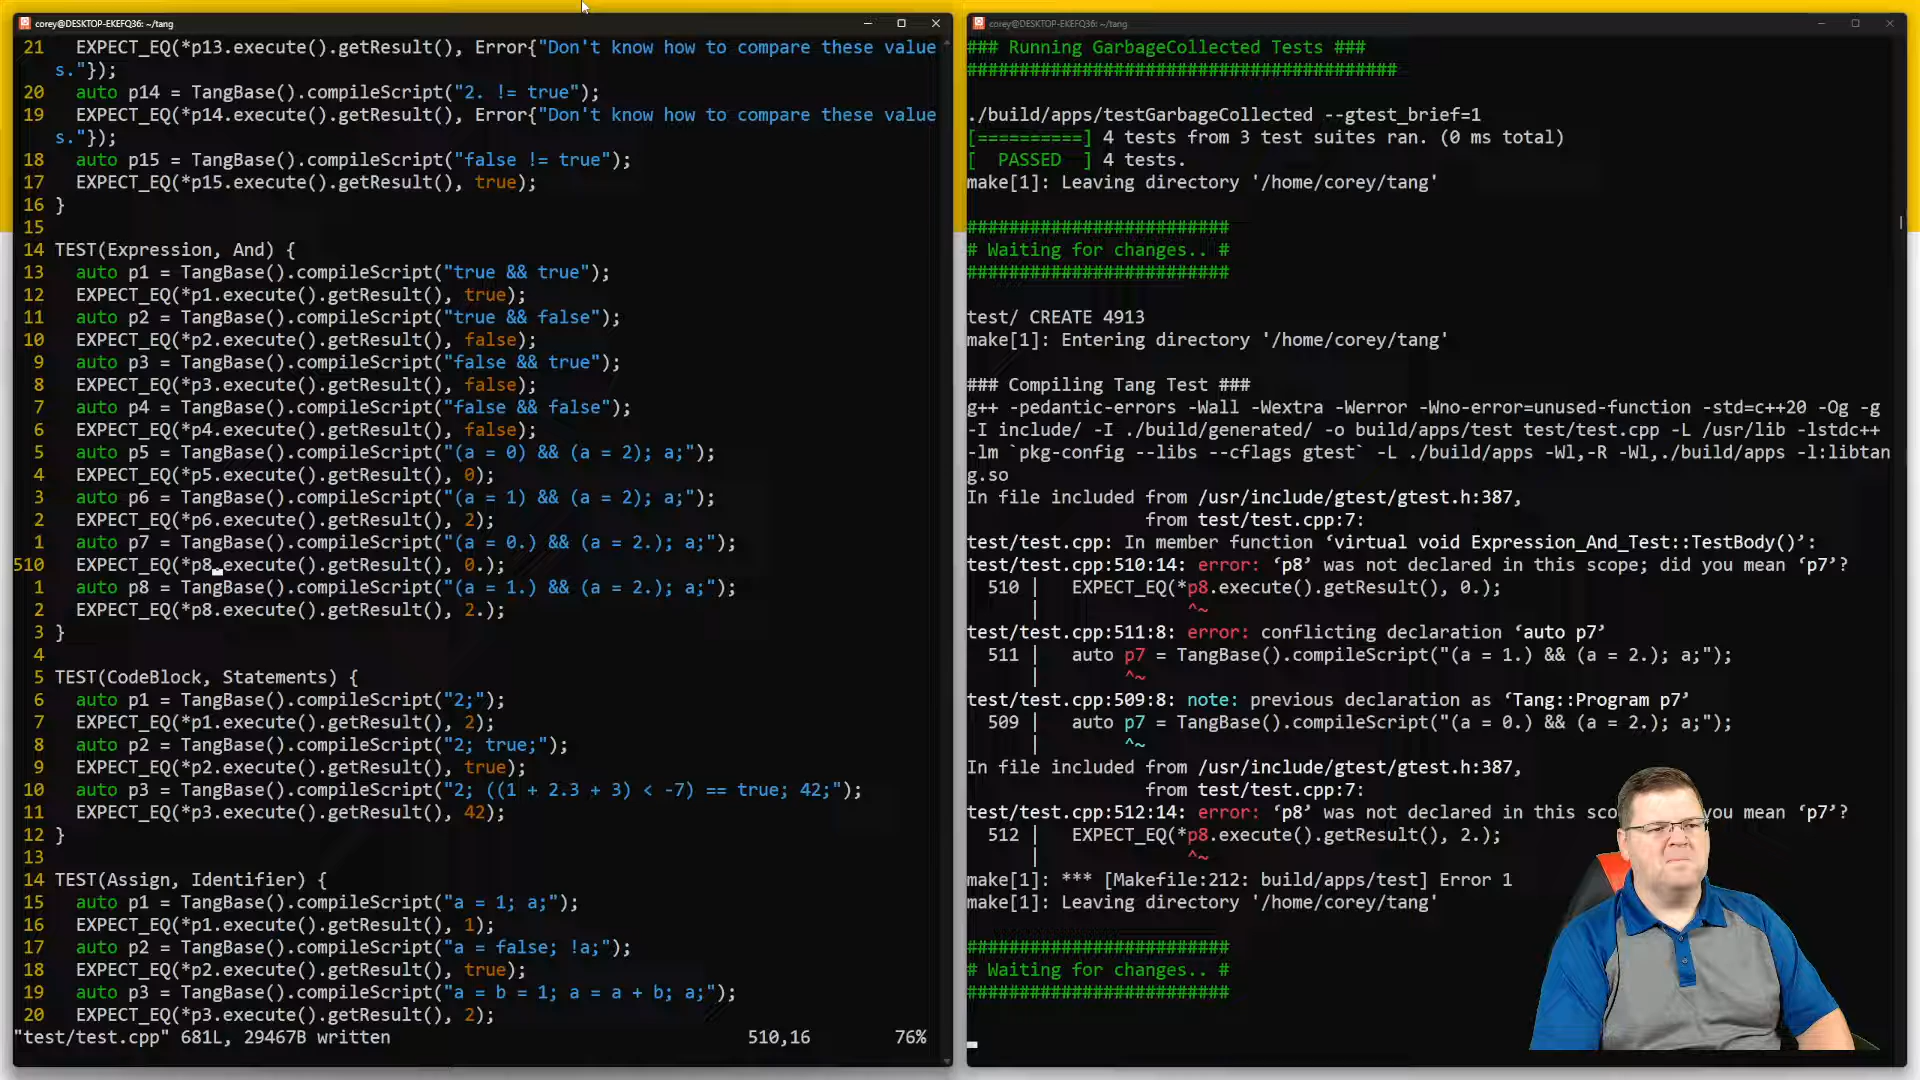 corey@DESKTOP-EKEFQ36: ~/tang
21 EXPECT_EQ(*p13.execute().getResult(), Error{"Don't know how to compare these value
s."});
20 auto p14 = TangBase().compileScript("2. != true");
19 EXPECT_EQ(*p14.execute().getResult(), Error{"Don't know how to compare these value
s."});
18 auto p15 = TangBase().compileScript("false != true");
17 EXPECT_EQ(*p15.execute().getResult(), true);
16 }
15
14 TEST(Expression, And) {
13 auto p1 = TangBase().compileScript("true && true");
12 EXPECT_EQ(*p1.execute().getResult(), true);
11 auto p2 = TangBase().compileScript("true && false");
10 EXPECT_EQ(*p2.execute().getResult(), false);
9 auto p3 = TangBase().compileScript("false && true");
8 EXPECT_EQ(*p3.execute().getResult(), false);
7 auto p4 = TangBase().compileScript("false && false");
6 EXPECT_EQ(*p4.execute().getResult(), false);
5 auto p5 = TangBase().compileScript("(a = 0) && (a = 2); a;");
4 EXPECT_EQ(*p5.execute().getResult(), 0);
3 auto p6 = TangBase().compileScript("(a = 1) && (a = 2); a;");
2 EXPECT_EQ(*p6.execute().getResult(), 2);
1 auto p7 = TangBase().compileScript("(a = 0.) && (a = 2.); a;");
510 EXPECT_EQ(*p8.execute().getResult(), 0.);
1 auto p8 = TangBase().compileScript("(a = 1.) && (a = 2.); a;");
2 EXPECT_EQ(*p8.execute().getResult(), 2.);
3 }
4
5 TEST(CodeBlock, Statements) {
6 auto p1 = TangBase().compileScript("2;");
7 EXPECT_EQ(*p1.execute().getResult(), 2);
8 auto p2 = TangBase().compileScript("2; true;");
9 EXPECT_EQ(*p2.execute().getResult(), true);
10 auto p3 = TangBase().compileScript("2; ((1 + 2.3 + 3) < -7) == true; 42;");
11 EXPECT_EQ(*p3.execute().getResult(), 42);
12 }
13
14 TEST(Assign, Identifier) {
15 auto p1 = TangBase().compileScript("a = 1; a;");
16 EXPECT_EQ(*p1.execute().getResult(), 1);
17 auto p2 = TangBase().compileScript("a = false; !a;");
18 EXPECT_EQ(*p2.execute().getResult(), true);
19 auto p3 = TangBase().compileScript("a = b = 1; a = a + b; a;");
20 EXPECT_EQ(*p3.execute().getResult(), 2);
"test/test.cpp" 681L, 29467B written 510,16 76%
corey@DESKTOP-EKEFQ36: ~/tang
### Running GarbageCollected Tests ###
#########################################
./build/apps/testGarbageCollected --gtest_brief=1
[==========] 4 tests from 3 test suites ran. (0 ms total)
[  PASSED  ] 4 tests.
make[1]: Leaving directory '/home/corey/tang'
#########################
# Waiting for changes.. #
#########################
test/ CREATE 4913
make[1]: Entering directory '/home/corey/tang'
### Compiling Tang Test ###
g++ -pedantic-errors -Wall -Wextra -Werror -Wno-error=unused-function -std=c++20 -Og -g
-I include/ -I ./build/generated/ -o build/apps/test test/test.cpp -L /usr/lib -lstdc++
-lm `pkg-config --libs --cflags gtest` -L ./build/apps -Wl,-R -Wl,./build/apps -l:libtan
g.so
In file included from /usr/include/gtest/gtest.h:387,
from test/test.cpp:7:
test/test.cpp: In member function ‘virtual void Expression_And_Test::TestBody()’:
test/test.cpp:510:14: error: ‘p8’ was not declared in this scope; did you mean ‘p7’?
510 | EXPECT_EQ(*p8.execute().getResult(), 0.);
| ^~
test/test.cpp:511:8: error: conflicting declaration ‘auto p7’
511 | auto p7 = TangBase().compileScript("(a = 1.) && (a = 2.); a;");
| ^~
test/test.cpp:509:8: note: previous declaration as ‘Tang::Program p7’
509 | auto p7 = TangBase().compileScript("(a = 0.) && (a = 2.); a;");
| ^~
In file included from /usr/include/gtest/gtest.h:387,
from test/test.cpp:7:
test/test.cpp:512:14: error: ‘p8’ was not declared in this sco you mean ‘p7’?
512 | EXPECT_EQ(*p8.execute().getResult(), 2.);
| ^~
make[1]: *** [Makefile:212: build/apps/test] Error 1
make[1]: Leaving directory '/home/corey/tang'
#########################
# Waiting for changes.. #
#########################